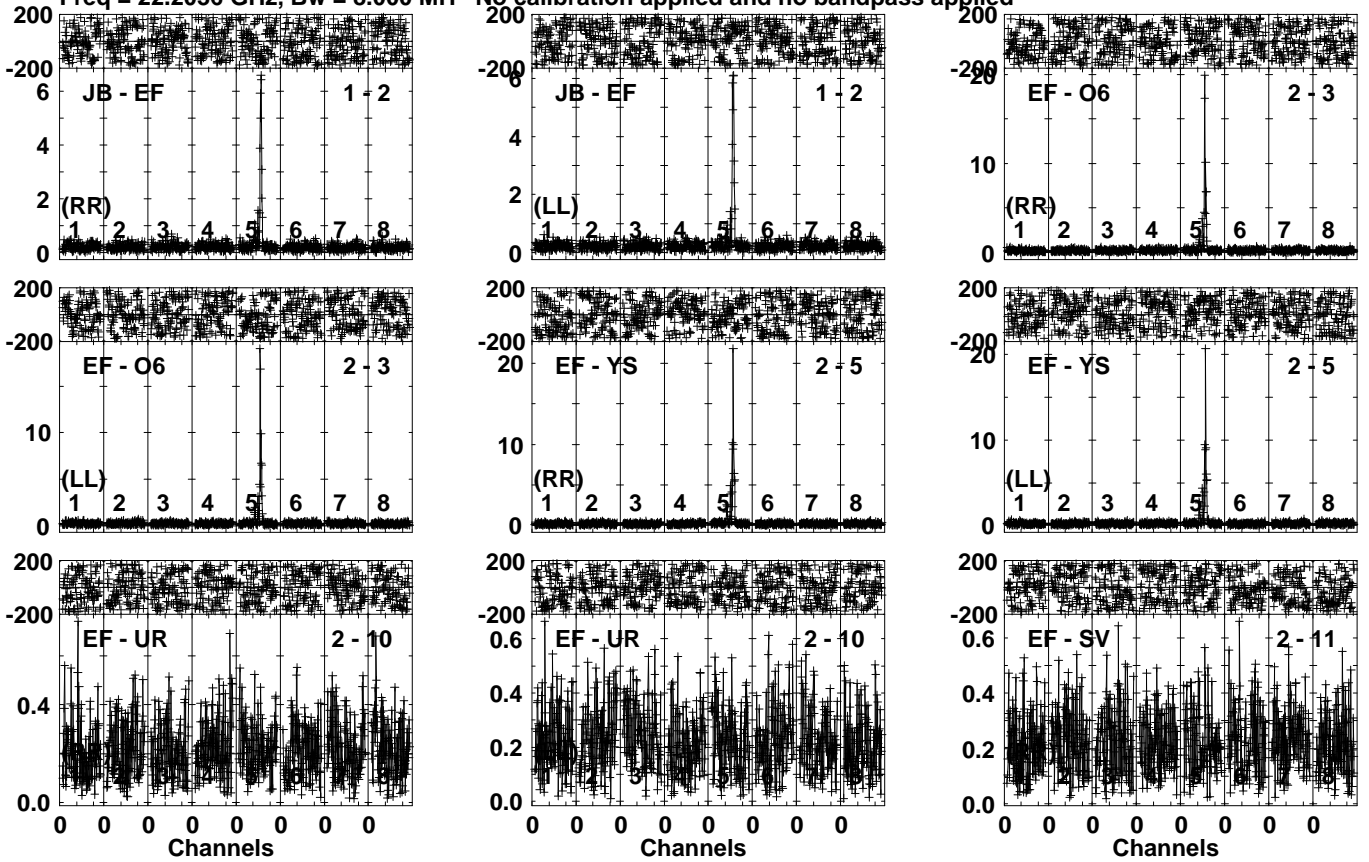 Freq = 22.2050 GHz, Bw = 8.000 MH No calibration applied and no bandpass applied
200 200 200
-200 -200 -200
6 6 20
JB - EF 1 - 2 JB - EF 1 - 2 EF - O6 2 - 3
4 4 10
2 2
(RR) (LL) (RR)
1 2 3 4 5 6 7 8 1 2 3 4 5 6 7 8 1 2 3 4 5 6 7 8
0 0 0
200 200 200
-200 -200 -200
20 20
EF - O6 2 - 3 EF - YS 2 - 5 EF - YS 2 - 5
10 10 10
(LL) (RR) (LL)
1 2 3 4 5 6 7 8 1 2 3 4 5 6 7 8 1 2 3 4 5 6 7 8
0 0 0
200 200 200
-200 -200 -200
0.6 0.6
EF - UR 2 - 10 EF - UR 2 - 10 EF - SV 2 - 11
0.4 0.4 0.4
0.2 0.2
0.0 0.0 0.0
0 0 0 0 0 0 0 0 0 0 0 0 0 0 0 0 0 0 0 0 0 0 0 0
Channels Channels Channels